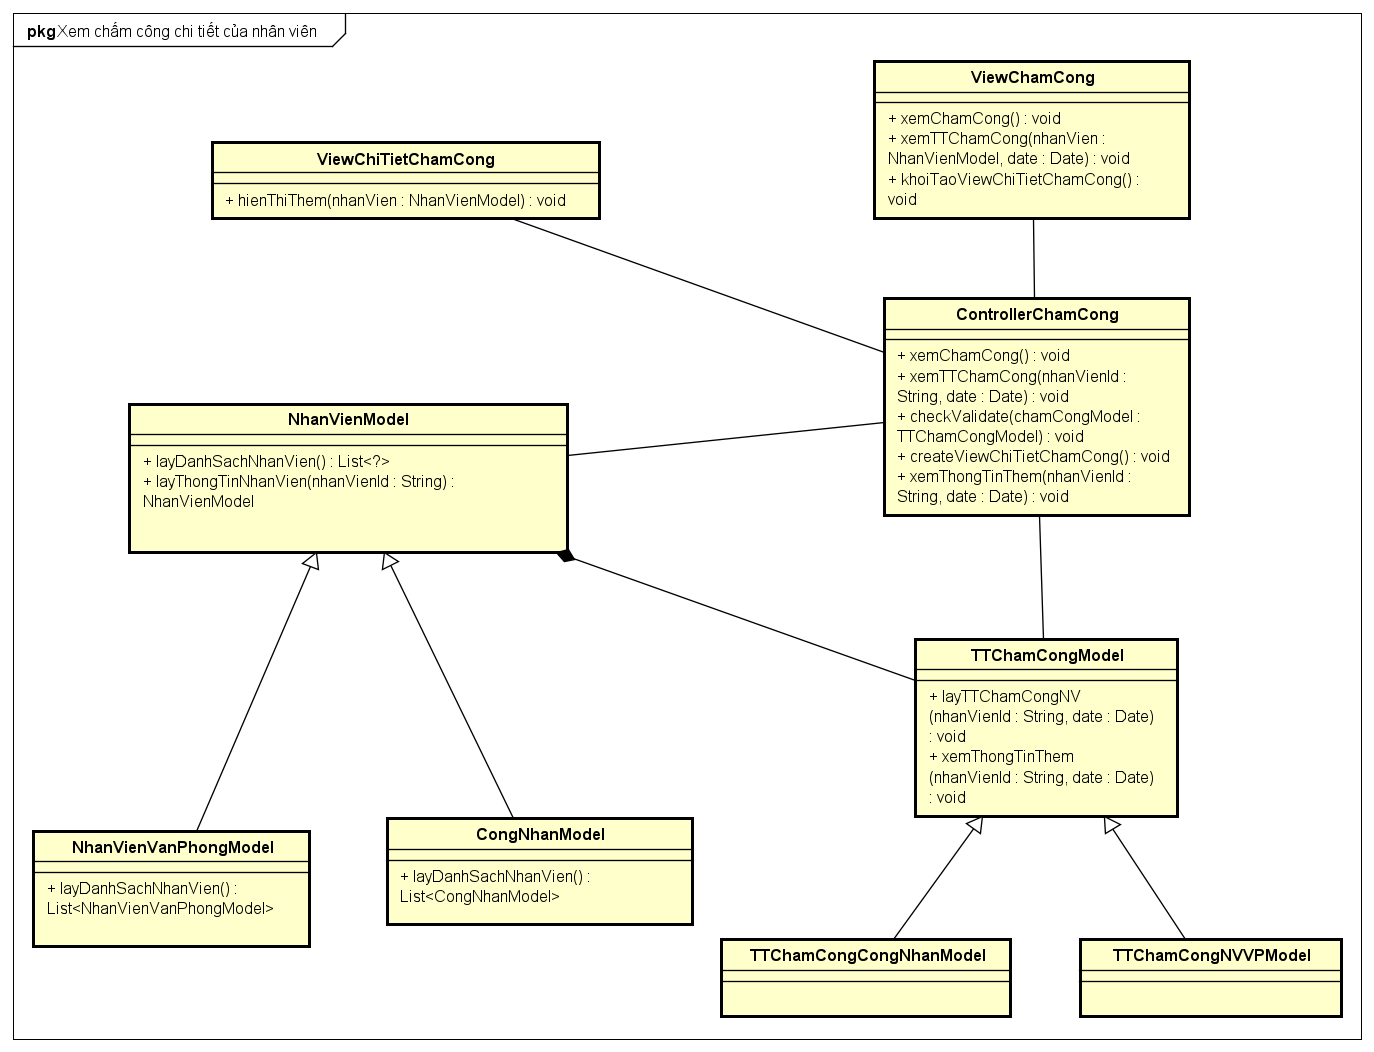 pkg Xem chấm công chi tiết của nhân viên
ViewChamCong
+ xemChamCong() : void
+ xemTTChamCong(nhanVien :
NhanVienModel, date : Date) : void
+ khoiTaoViewChiTietChamCong() :
void
ViewChiTietChamCong
+ hienThiThem(nhanVien : NhanVienModel) : void
ControllerChamCong
+ xemChamCong() : void
+ xemTTChamCong(nhanVienId :
String, date : Date) : void
+ checkValidate(chamCongModel :
TTChamCongModel) : void
+ createViewChiTietChamCong() : void
+ xemThongTinThem(nhanVienId :
String, date : Date) : void
NhanVienModel
+ layDanhSachNhanVien() : List<?>
+ layThongTinNhanVien(nhanVienId : String) :
NhanVienModel
TTChamCongModel
+ layTTChamCongNV
(nhanVienId : String, date : Date)
: void
+ xemThongTinThem
(nhanVienId : String, date : Date)
: void
NhanVienVanPhongModel
+ layDanhSachNhanVien() :
List<NhanVienVanPhongModel>
CongNhanModel
+ layDanhSachNhanVien() :
List<CongNhanModel>
TTChamCongCongNhanModel
TTChamCongNVVPModel